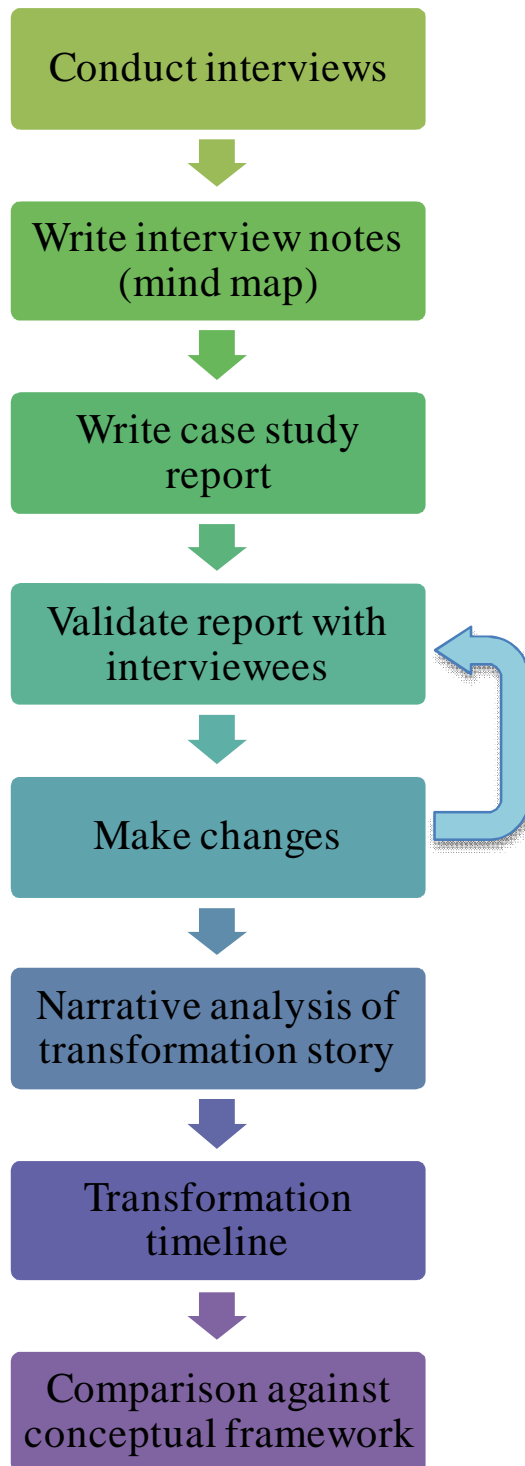 Conduct interviews
Write interview notes
(mind map)
Write case study
report
Validate report with
interviewees
Make changes
Narrative analysis of
transformation story
Transformation
timeline
Comparison against
conceptual framework